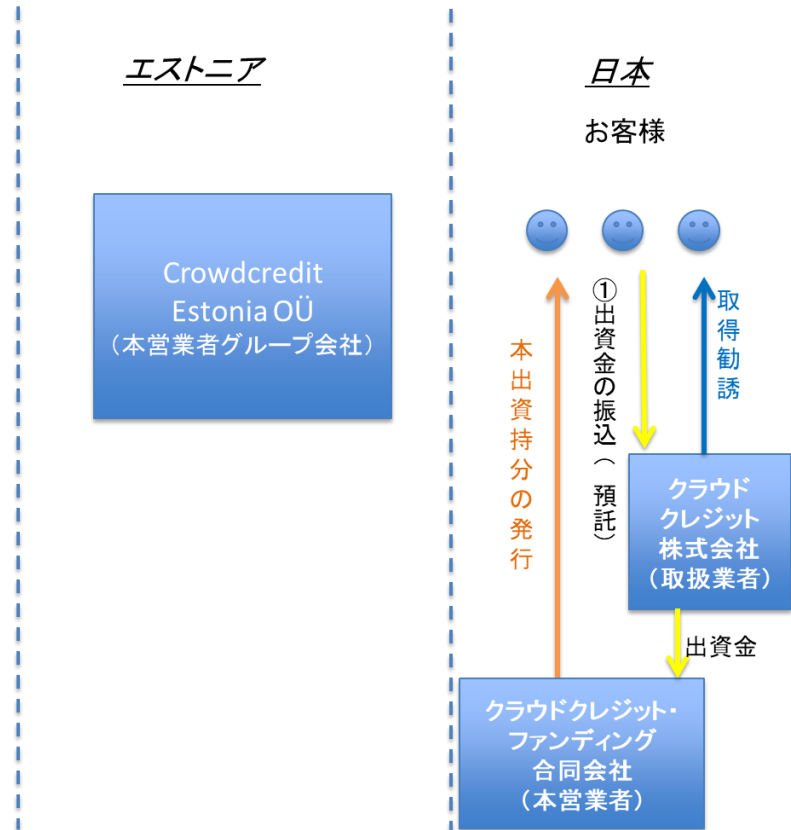 エストニア
日本
お客様
Crowdcredit
Estonia OÜ
（本営業者グループ会社）
本出資持分の発行
①出資金の振込（ 預託）
取得勧誘
クラウド
クレジット
株式会社
（取扱業者）
出資金
クラウドクレジット・
ファンディング
合同会社
（本営業者）